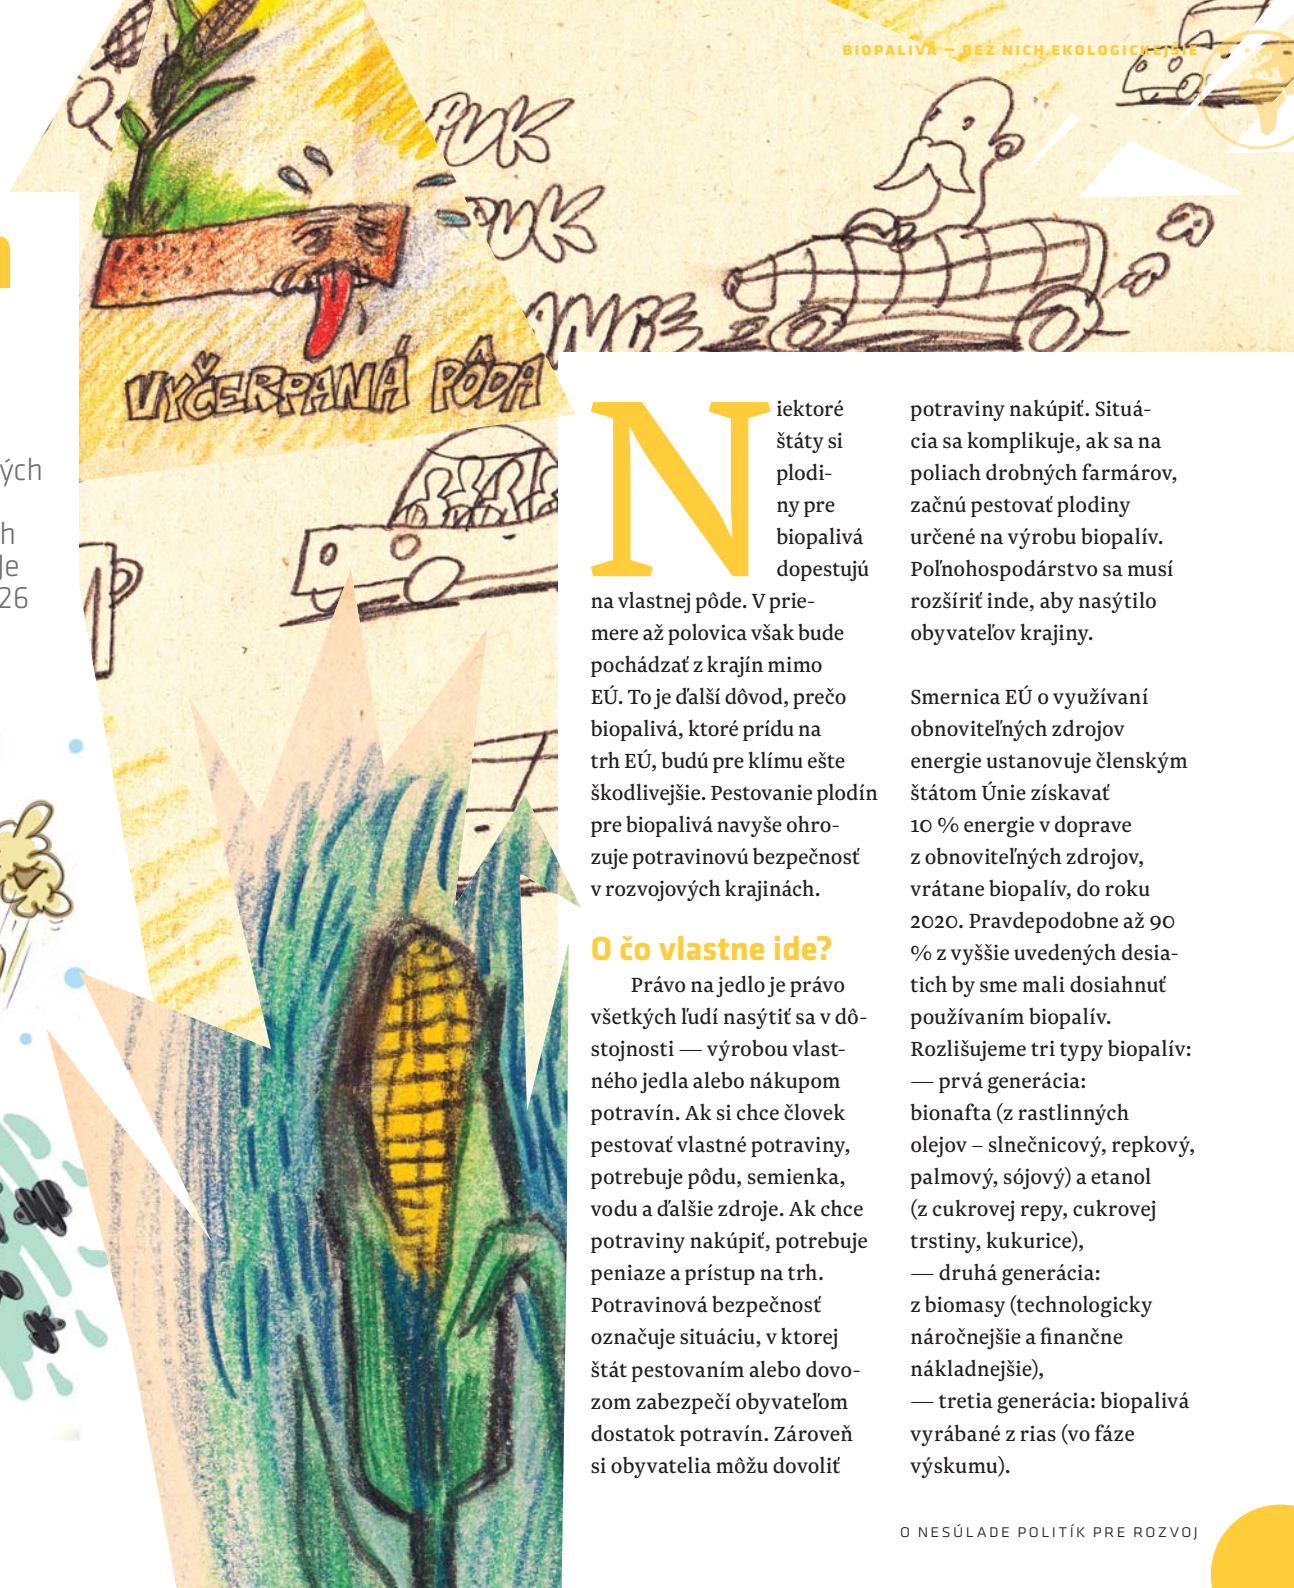 BIOPALIVÁ — BEZ NICH EKOLOGICKEJŠIE
PUK
PUK
VYČERPANÁ PÔDA
ých
h
Je
26
Niektoré
štáty si
plodi-
ny pre
biopalivá
dopestujú
na vlastnej pôde. V prie-
mere až polovica však bude
pochádzať z krajín mimo
EÚ. To je ďalší dôvod, prečo
biopalivá, ktoré prídu na
trh EÚ, budú pre klímu ešte
škodlivejšie. Pestovanie plodín
pre biopalivá navyše ohro-
zuje potravinovú bezpečnosť
v rozvojových krajinách.
O čo vlastne ide?
Právo na jedlo je právo
všetkých ľudí nasýtiť sa v dô-
stojnosti — výrobou vlast-
ného jedla alebo nákupom
potravín. Ak si chce človek
pestovať vlastné potraviny,
potrebuje pôdu, semienka,
vodu a ďalšie zdroje. Ak chce
potraviny nakúpiť, potrebuje
peniaze a prístup na trh.
Potravinová bezpečnosť
označuje situáciu, v ktorej
štát pestovaním alebo dovo-
zom zabezpečí obyvateľom
dostatok potravín. Zároveň
si obyvatelia môžu dovoliť
potraviny nakúpiť. Situá-
cia sa komplikuje, ak sa na
poliach drobných farmárov,
začnú pestovať plodiny
určené na výrobu biopalív.
Poľnohospodárstvo sa musí
rozšíriť inde, aby nasýtilo
obyvateľov krajiny.
Smernica EÚ o využívaní
obnoviteľných zdrojov
energie ustanovuje členským
štátom Únie získavať
10 % energie v doprave
z obnoviteľných zdrojov,
vrátane biopalív, do roku
2020. Pravdepodobne až 90
% z vyššie uvedených desia-
tich by sme mali dosiahnuť
používaním biopalív.
Rozlišujeme tri typy biopalív:
— prvá generácia:
bionafta (z rastlinných
olejov – slnečnicový, repkový,
palmový, sójový) a etanol
(z cukrovej repy, cukrovej
trstiny, kukurice),
— druhá generácia:
z biomasy (technologicky
náročnejšie a finančne
nákladnejšie),
— tretia generácia: biopalivá
vyrábané z rias (vo fáze
výskumu).
O NESÚLADE POLITÍK PRE ROZVOJ